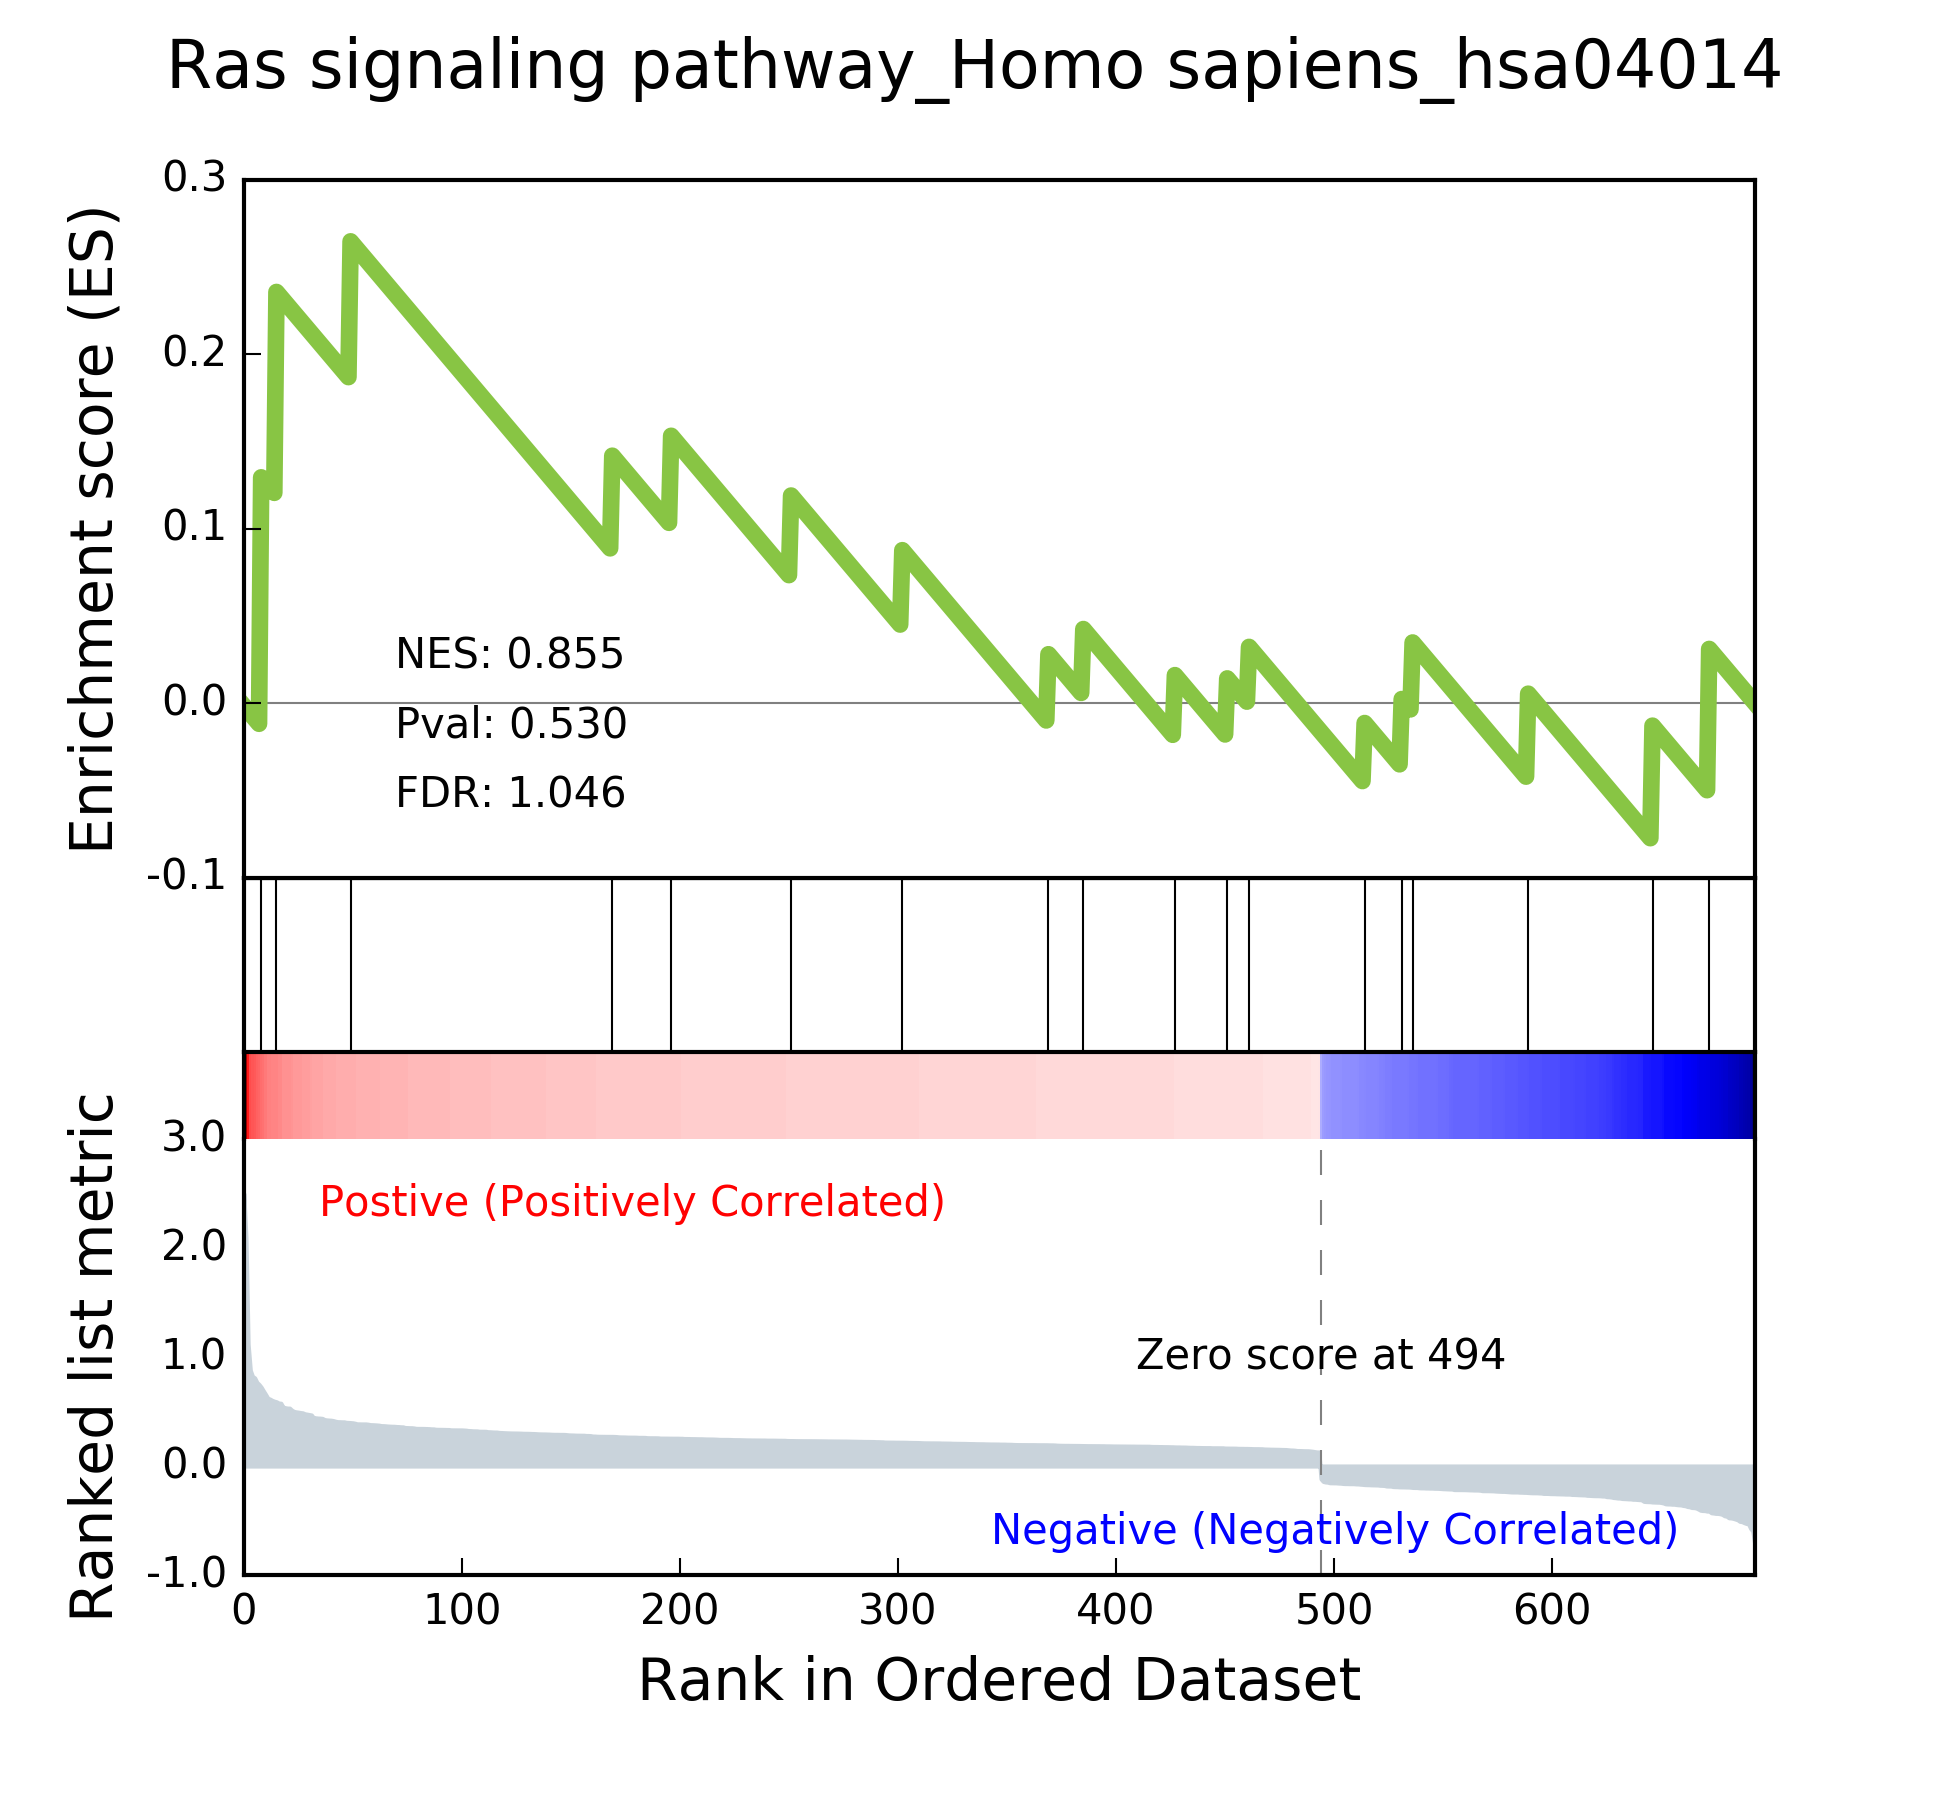 Ras signaling pathway_Homo sapiens_hsa04014
Enrichment score (ES)
0.3
0.2
0.1
0.0
-0.1
NES: 0.855
Pval: 0.530
FDR: 1.046
Ranked list metric
3.0
2.0
1.0
0.0
-1.0
Postive (Positively Correlated)
Zero score at 494
Negative (Negatively Correlated)
0 100 200 300 400 500 600
Rank in Ordered Dataset